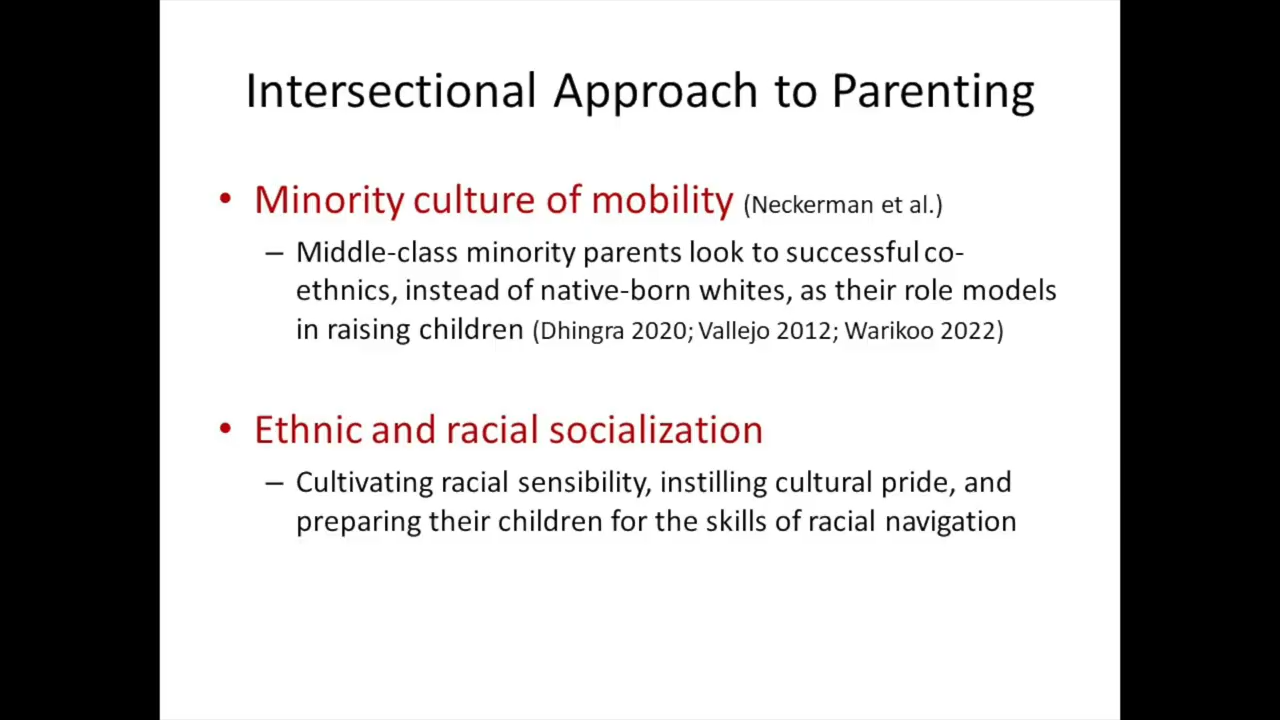 Intersectional Approach to Parenting
• Minority culture of mobility (Neckerman et al.)
– Middle-class minority parents look to successful co-
ethnics, instead of native-born whites, as their role models
in raising children (Dhingra 2020; Vallejo 2012; Warikoo 2022)
• Ethnic and racial socialization
– Cultivating racial sensibility, instilling cultural pride, and
preparing their children for the skills of racial navigation